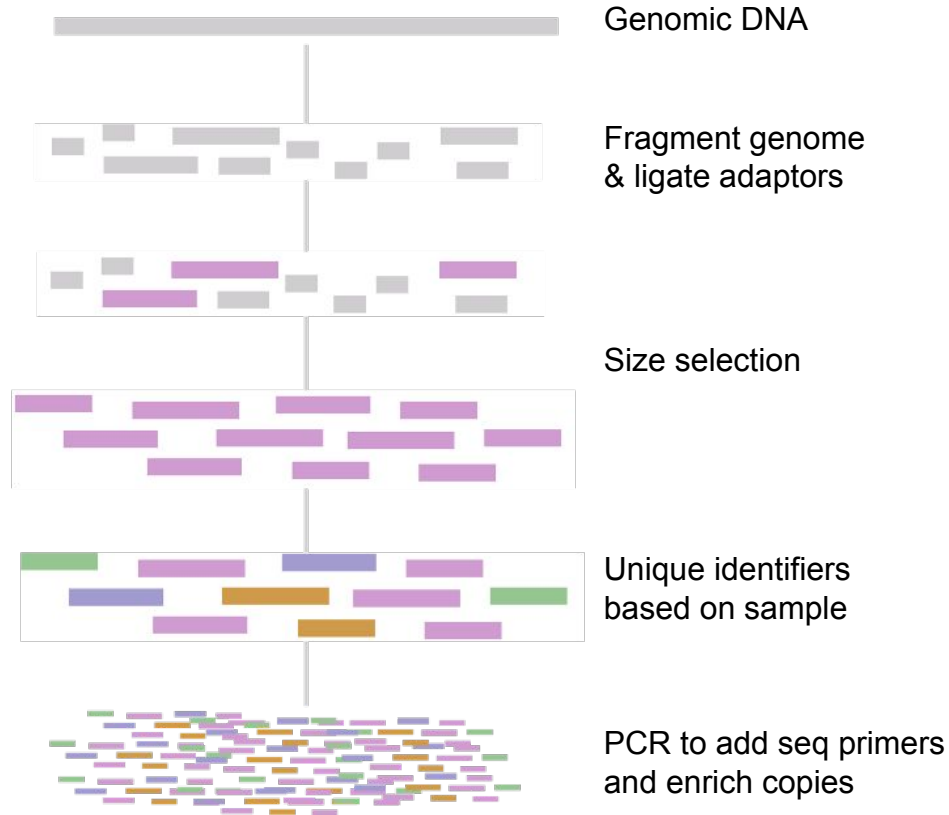 Genomic DNA
Fragment genome
& ligate adaptors
Size selection
Unique identifiers
based on sample
PCR to add seq primers
and enrich copies